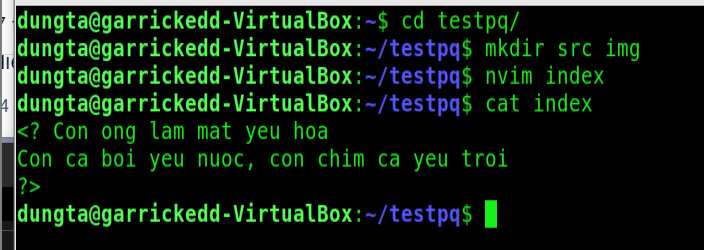 dungta@garrickedd-VirtualBox:~$ cd testpq/
dungta@garrickedd-VirtualBox:~/testpq$ mkdir src img
dungta@garrickedd-VirtualBox:~/testpq$ nvim index
dungta@garrickedd-VirtualBox:~/testpq$ cat index
<? Con ong lam mat yeu hoa
Con ca boi yeu nuoc, con chim ca yeu troi
?>
dungta@garrickedd-VirtualBox:~/testpq$